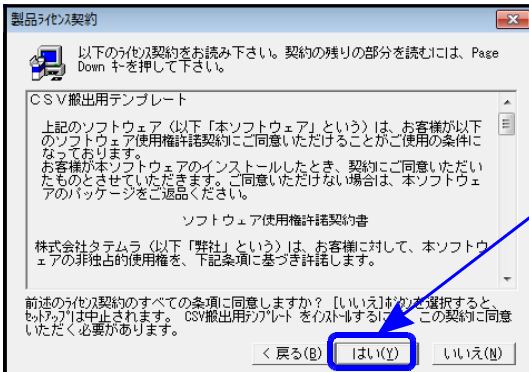 製品ﾗｲｾﾝｽ契約
以下のﾗｲｾﾝｽ契約をお読み下さい。契約の残りの部分を読むには、Page
Down ｷｰを押して下さい。
ＣＳＶ搬出用テンプレート
上記のソフトウェア（以下「本ソフトウェア」という）は、お客様が以下
のソフトウェア使用権許諾契約にご同意いただけることがご使用の条件に
なっております。
お客様が本ソフトウェアのインストールしたとき、契約にご同意いただい
たものとさせていただきます。ご同意いただけない場合は、本ソフトウェ
アのパッケージをご返品ください。
ソフトウェア使用権許諾契約書
株式会社タテムラ（以下「弊社」という）は、お客様に対して、本ソフトウ
ェアの非独占的使用権を、下記条項に基づき許諾します。
前述のﾗｲｾﾝｽ契約のすべての条項に同意しますか？ [いいえ]ﾎﾞﾀﾝを選択すると、
ｾｯﾄｱｯﾌﾟは中止されます。 CSV搬出用ﾃﾝﾌﾟﾚｰﾄ をｲﾝｽﾄｰﾙするに 、この契約に同意
いただく必要があります。
< 戻る(B) はい(Y) いいえ(N)